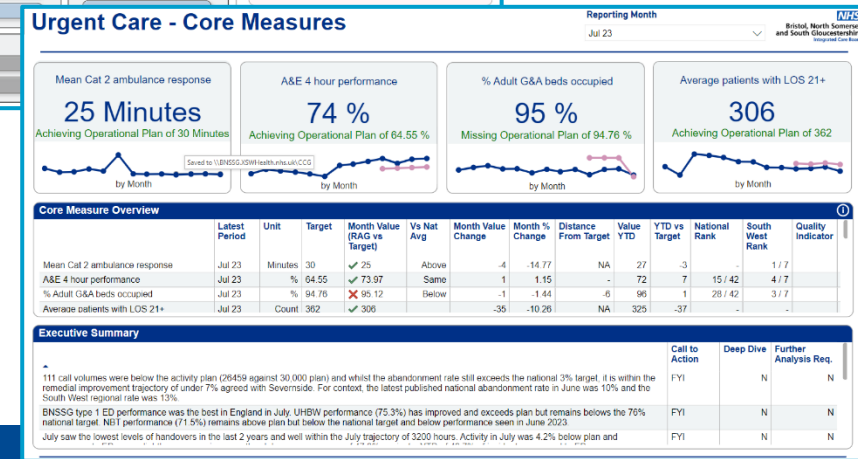 Urgent Care - Core Measures
Reporting Month
Jul 23
NHS
Bristol, North Somerset
and South Gloucestershire
Integrated Care Board
Mean Cat 2 ambulance response
25 Minutes
Achieving Operational Plan of 30 Minutes
by Month
A&E 4 hour performance
74 %
Achieving Operational Plan of 64.55 %
by Month
% Adult G&A beds occupied
95 %
Missing Operational Plan of 94.76 %
by Month
Average patients with LOS 21+
306
Achieving Operational Plan of 362
by Month
Saved to \\BNSSG.XSWHealth.nhs.uk\CCG
Core Measure Overview
Latest Period Unit Target Month Value (RAG vs Target) Vs Nat Avg Month Value Change Month % Change Distance From Target Value YTD YTD vs Target National Rank South West Rank Quality Indicator
Mean Cat 2 ambulance response Jul 23 Minutes 30 ✓ 25 Above -4 -14.77 NA 27 -3 - 1 / 7
A&E 4 hour performance Jul 23 % 64.55 ✓ 73.97 Same 1 1.15 - 72 7 15 / 42 4 / 7
% Adult G&A beds occupied Jul 23 % 94.76 ✗ 95.12 Below -1 -1.44 -6 96 1 28 / 42 3 / 7
Average patients with LOS 21+ Jul 23 Count 362 ✓ 306 -35 -10.26 NA 325 -37 - -
Executive Summary
Call to Action Deep Dive Further Analysis Req.
111 call volumes were below the activity plan (26459 against 30,000 plan) and whilst the abandonment rate still exceeds the national 3% target, it is within the FYI N N
remedial improvement trajectory of under 7% agreed with Severnside. For context, the latest published national abandonment rate in June was 10% and the
South West regional rate was 13%.
BNSSG type 1 ED performance was the best in England in July. UHBW performance (75.3%) has improved and exceeds plan but remains belows the 76% FYI N N
national target. NBT performance (71.5%) remains above plan but below the national target and below performance seen in June 2023.
July saw the lowest levels of handovers in the last 2 years and well within the July trajectory of 3200 hours. Activity in July was 4.2% below plan and FYI N N